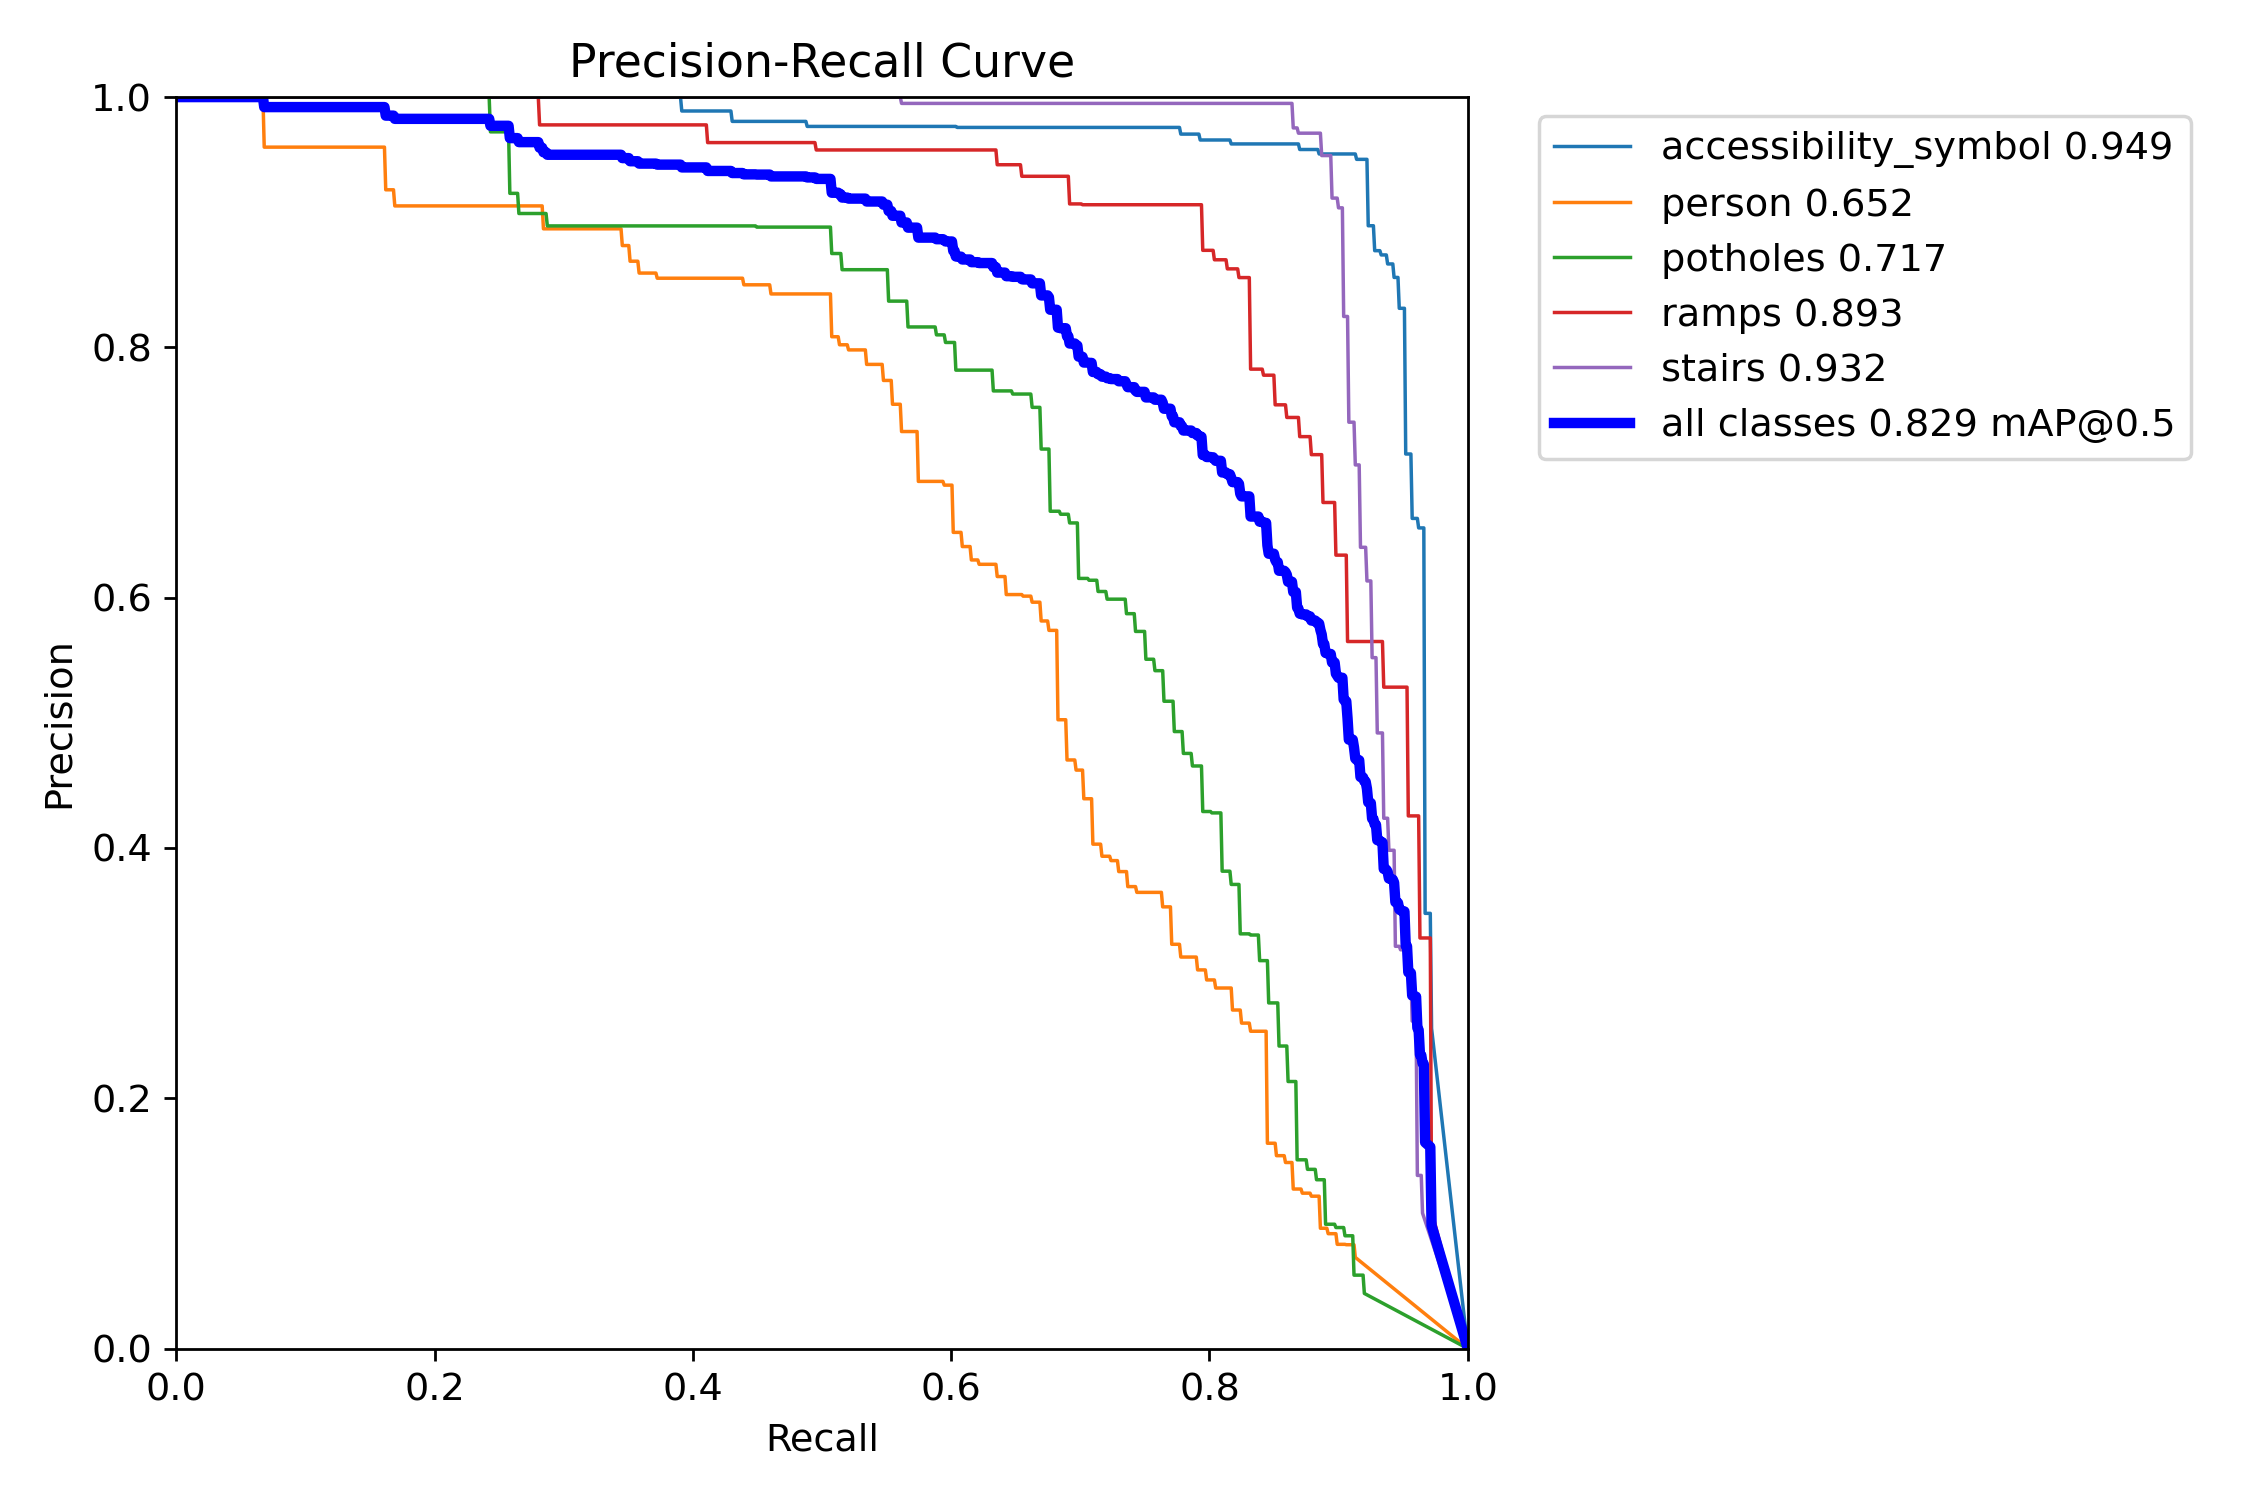 Precision-Recall Curve
1.0
0.8
0.6
0.4
0.2
0.0
Precision
0.0 0.2 0.4 0.6 0.8 1.0
Recall
accessibility_symbol 0.949
person 0.652
potholes 0.717
ramps 0.893
stairs 0.932
all classes 0.829 mAP@0.5